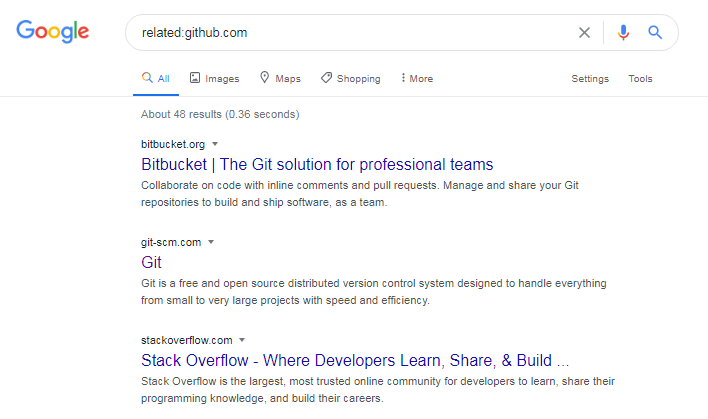 Google
related:github.com
All Images Maps Shopping More Settings Tools
About 48 results (0.36 seconds)
bitbucket.org
Bitbucket | The Git solution for professional teams
Collaborate on code with inline comments and pull requests. Manage and share your Git
repositories to build and ship software, as a team.
git-scm.com
Git
Git is a free and open source distributed version control system designed to handle everything
from small to very large projects with speed and efficiency.
stackoverflow.com
Stack Overflow - Where Developers Learn, Share, & Build ...
Stack Overflow is the largest, most trusted online community for developers to learn, share their
programming knowledge, and build their careers.